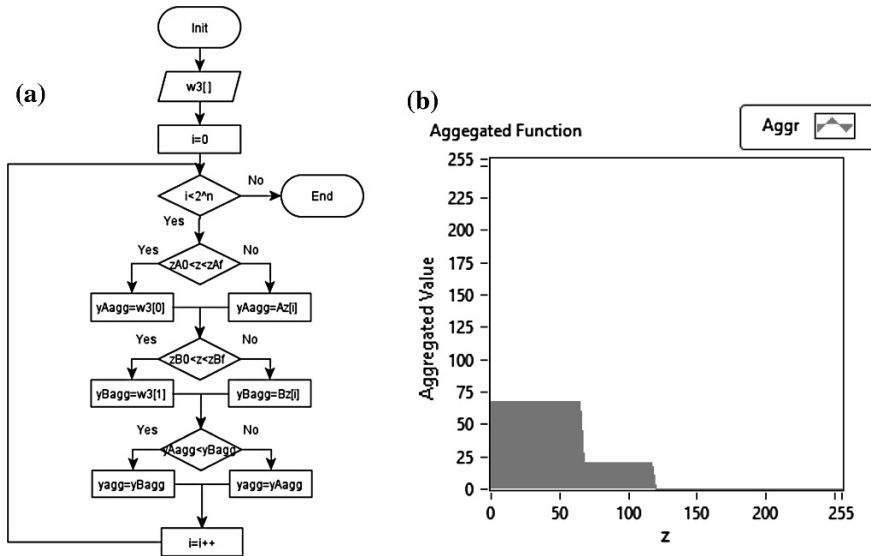 (a)
Init
w3[]
i=0
i<2^n
No
End
Yes
Yes
zA0<z<zAf
No
yAagg=w3[0]
yAagg=Az[i]
Yes
zB0<z<zBf
No
yBagg=w3[1]
yBagg=Bz[i]
Yes
yAagg<yBagg
No
yagg=yBagg
yagg=yAagg
i=i++
(b)
Aggegated Function
Aggr
Aggregated Value
255
225
200
175
150
125
100
75
50
25
0
0
50
100
150
200
255
z